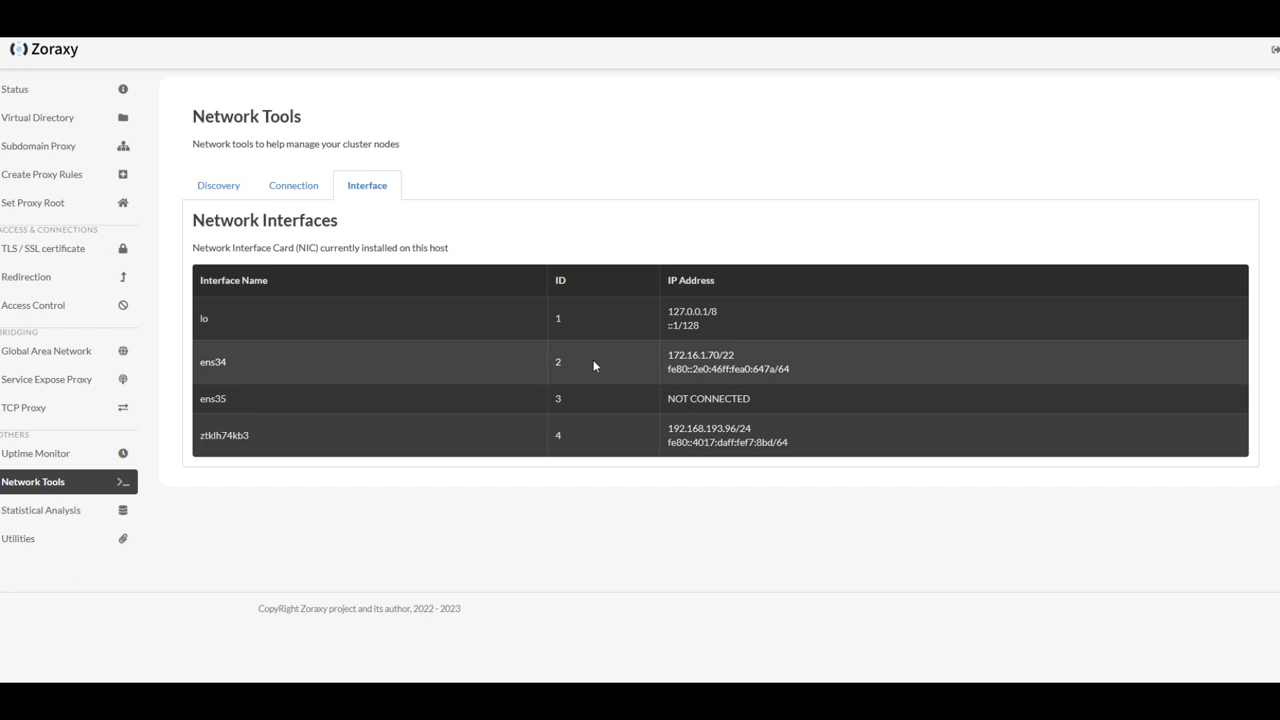 Zoraxy
Status
Virtual Directory
Subdomain Proxy
Create Proxy Rules
Set Proxy Root
ACCESS & CONNECTIONS
TLS / SSL certificate
Redirection
Access Control
BRIDGING
Global Area Network
Service Expose Proxy
TCP Proxy
OTHERS
Uptime Monitor
Network Tools
Statistical Analysis
Utilities
Network Tools
Network tools to help manage your cluster nodes
Discovery Connection Interface
Network Interfaces
Network Interface Card (NIC) currently installed on this host
Interface Name ID IP Address
lo 1 127.0.0.1/8
::1/128
ens34 2 172.16.1.70/22
fe80::2e0:46ff:fea0:647a/64
ens35 3 NOT CONNECTED
ztklh74kb3 4 192.168.193.96/24
fe80::4017:daff:fef7:8bd/64
CopyRight Zoraxy project and its author, 2022 - 2023